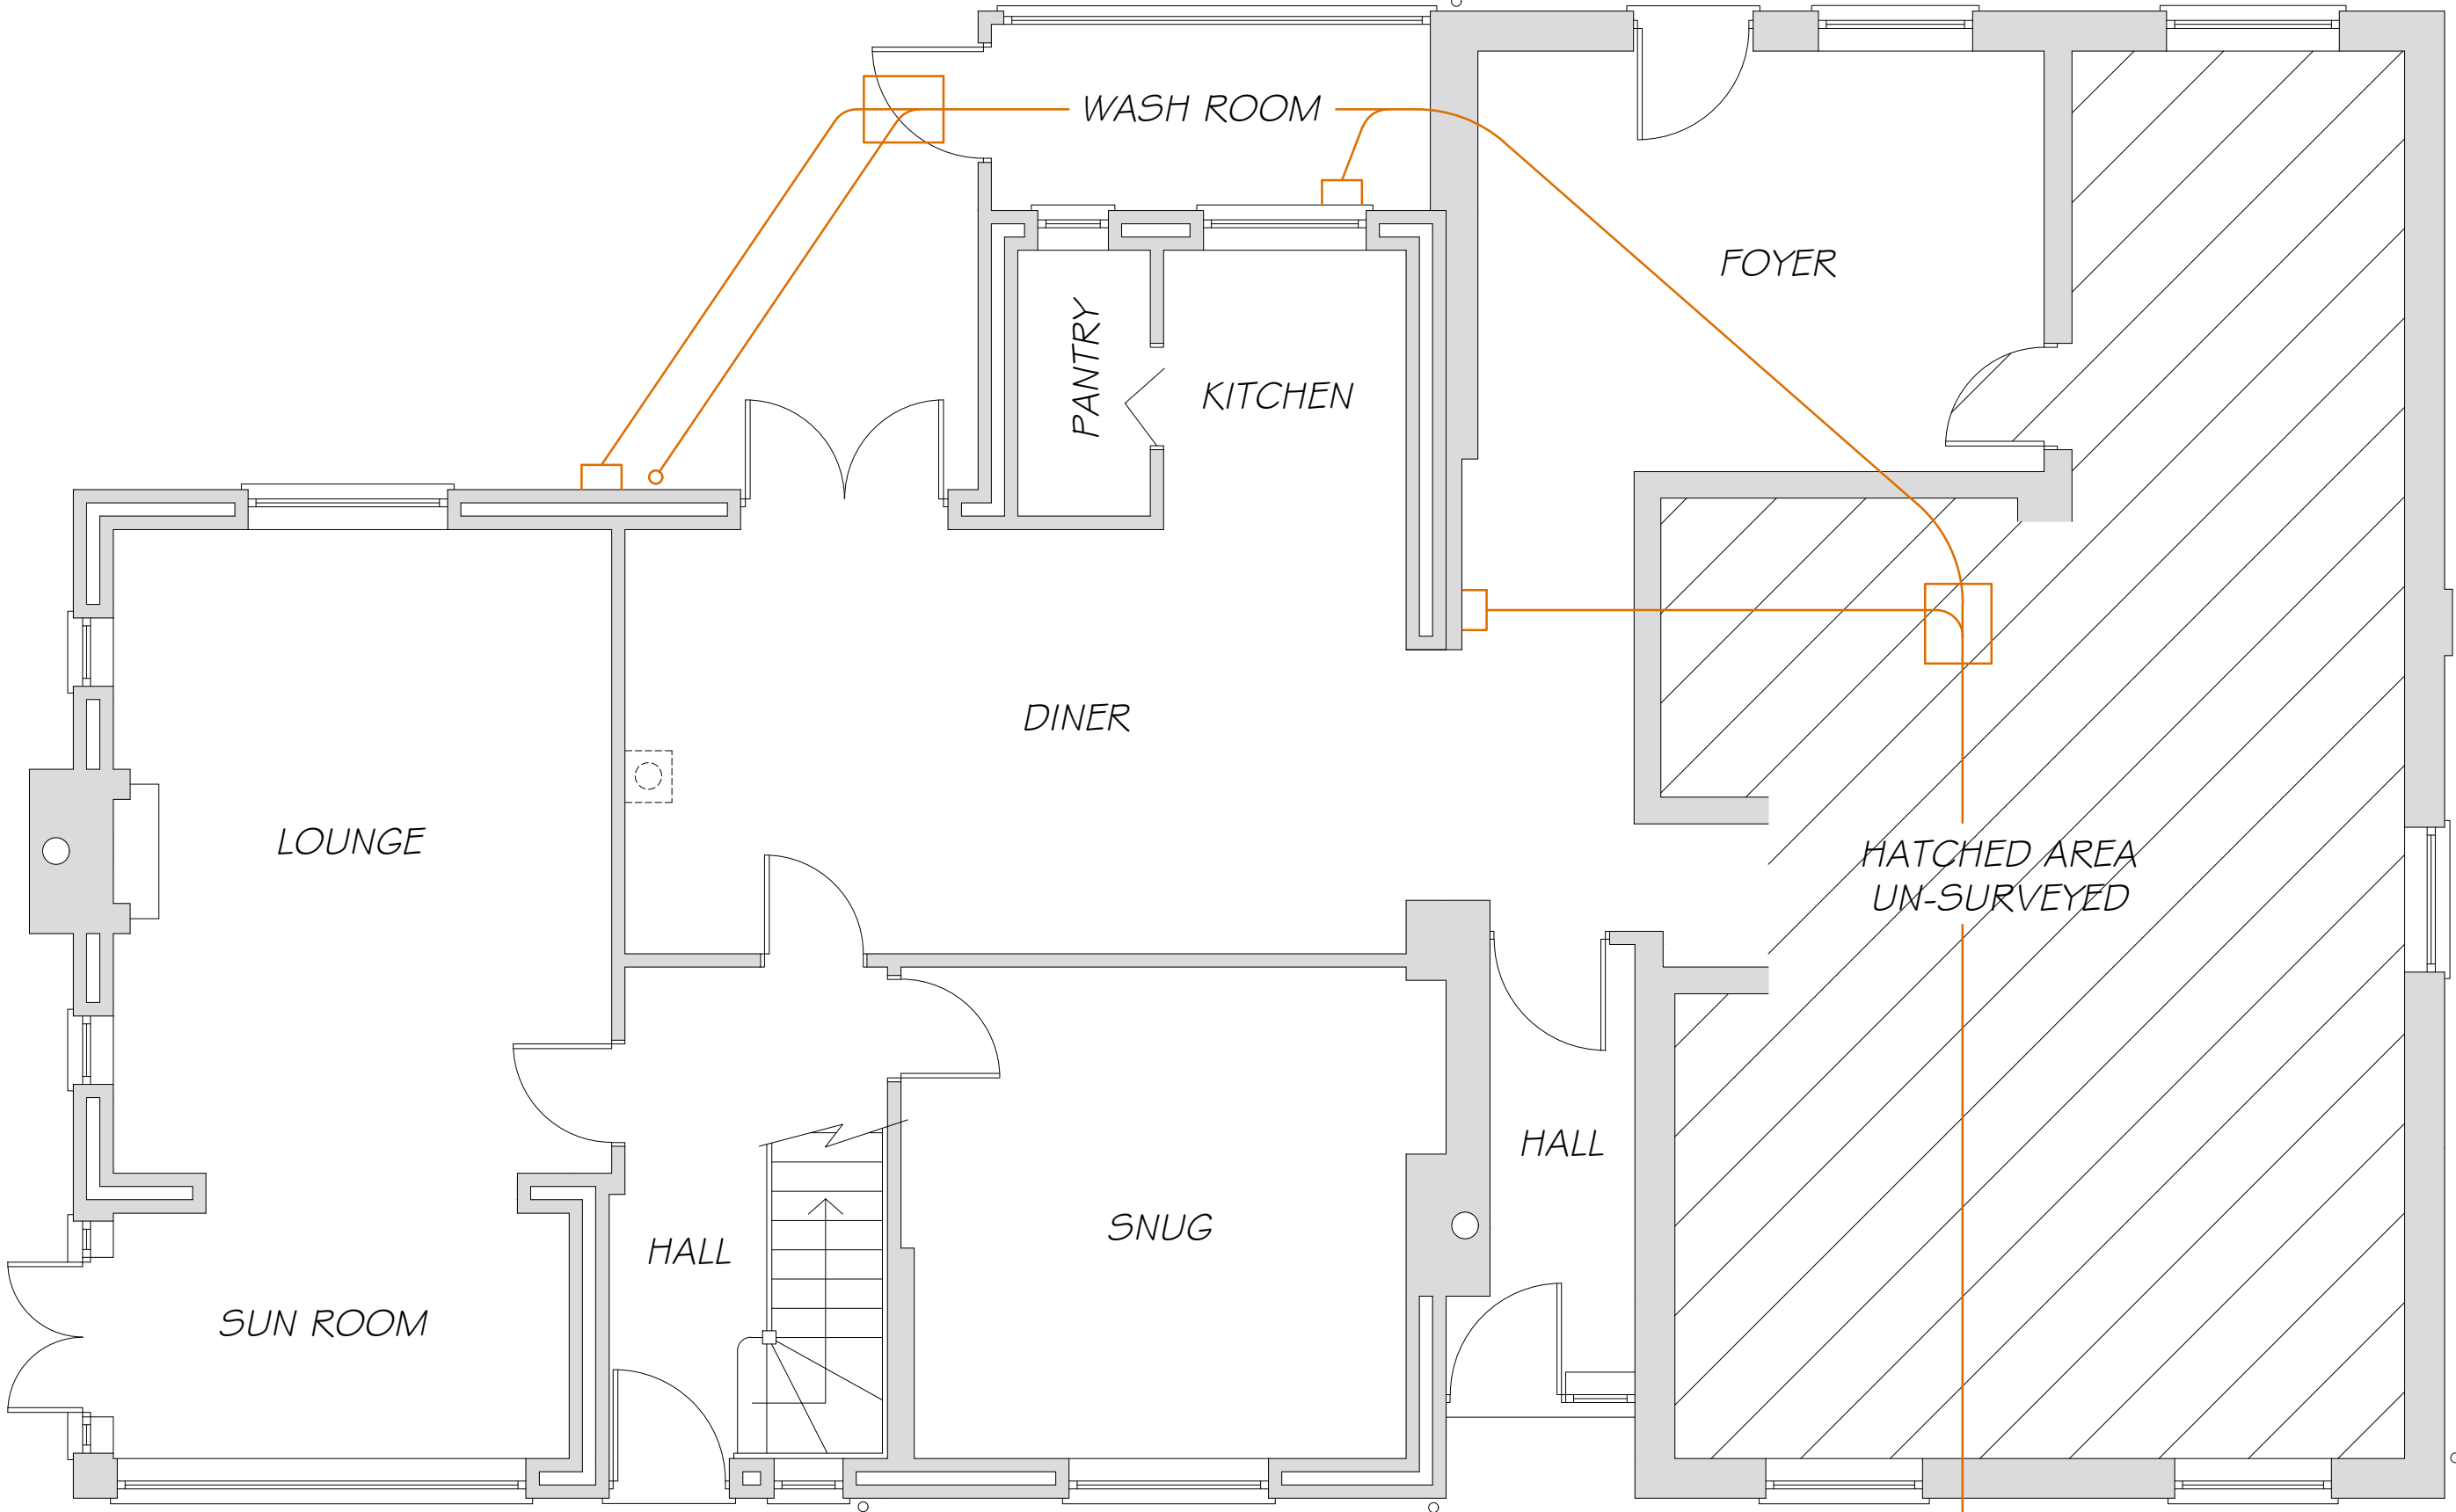 WASH ROOM
FOYER
PANTRY
KITCHEN
DINER
LOUNGE
HATCHED AREA
UN-SURVEYED
HALL
SNUG
HALL
SUN ROOM